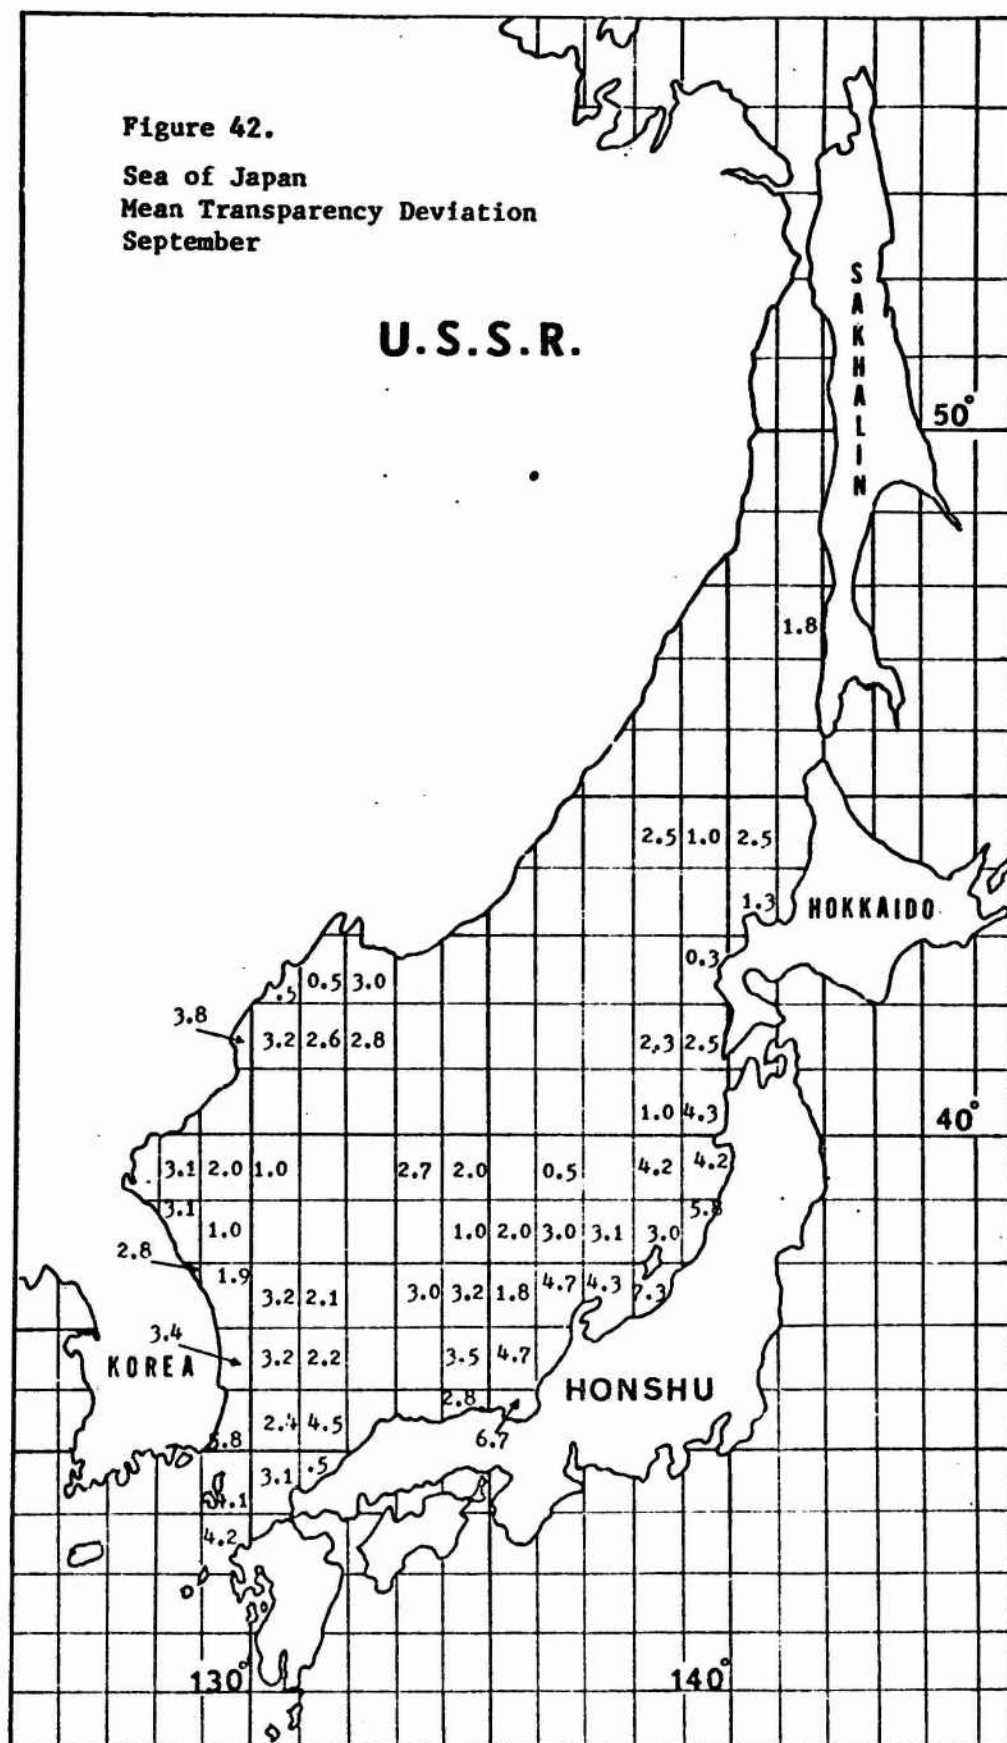 Figure 42.
Sea of Japan
Mean Transparency Deviation
September
U.S.S.R.
SAKHALIN
50°
1.8
2.5 1.0 2.5
1.3
HOKKAIDO
0.3
.5 0.5 3.0
3.8
3.2 2.6 2.8
2.3 2.5
1.0 4.3
40°
3.1 2.0 1.0 2.7 2.0 0.5 4.2 4.2
3.1
5.8
1.0 1.0 2.0 3.0 3.1 3.0
2.8
1.9
3.2 2.1 3.0 3.2 1.8 4.7 4.3 7.3
3.4
KOREA
3.2 2.2 3.5 4.7
HONSHU
2.8
2.4 4.5
5.8
6.7
3.1 .5
4.1
4.2
130° 140°